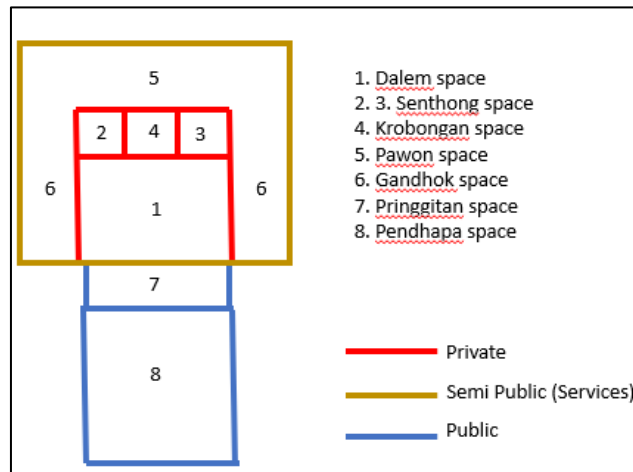 5
2
4
3
6
6
1
7
8
1. Dalem space
2. 3. Senthong space
4. Krobongan space
5. Pawon space
6. Gandhok space
7. Pringgitan space
8. Pendhapa space
Private
Semi Public (Services)
Public